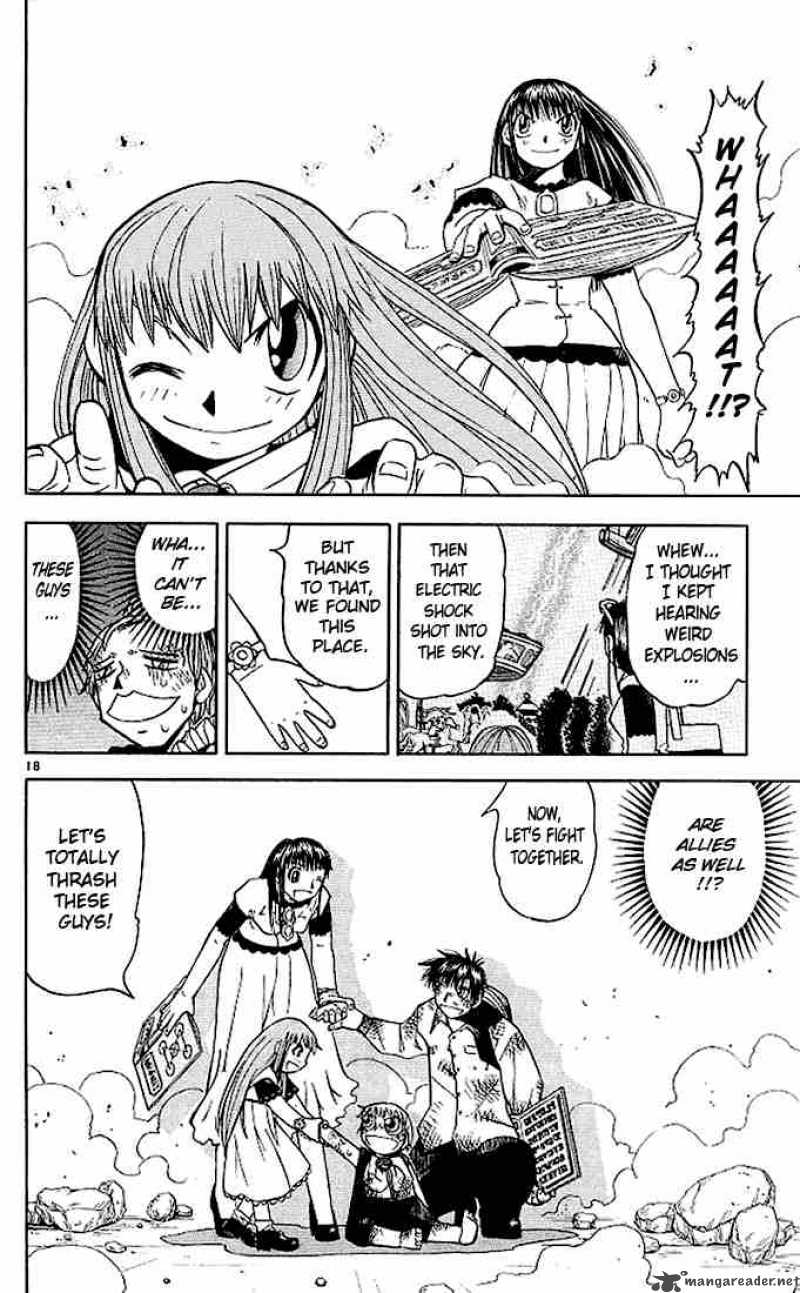 WHAAAAAAAT!!?
WHEW...
I THOUGHT
I KEPT
HEARING
WEIRD
EXPLOSIONS
...
THEN
THAT
ELECTRIC
SHOCK
SHOT INTO
THE SKY.
BUT
THANKS
TO THAT,
WE FOUND
THIS
PLACE.
WHA...
IT
CAN'T
BE...
THESE
GUYS
...
18
ARE
ALLIES
AS WELL
!!?
NOW,
LET'S FIGHT
TOGETHER.
LET'S
TOTALLY
THRASH
THESE
GUYS!
mangareader.net